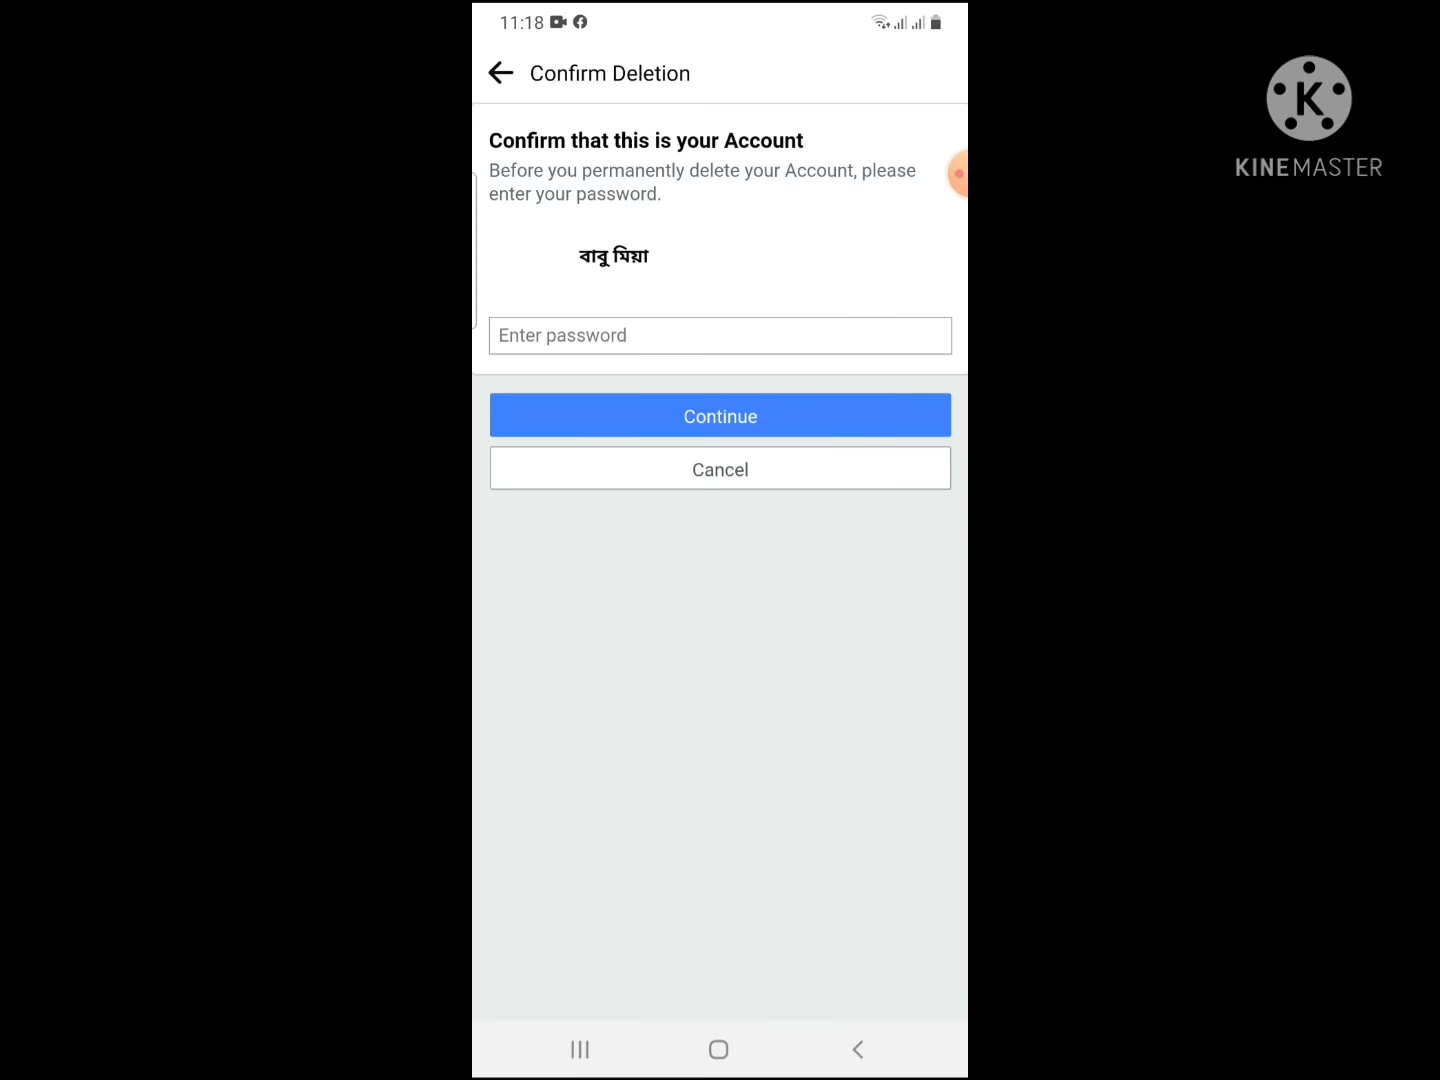 11:18
Confirm Deletion
Confirm that this is your Account
Before you permanently delete your Account, please
enter your password.
বাবু মিয়া
Enter password
Continue
Cancel
K
KINEMASTER